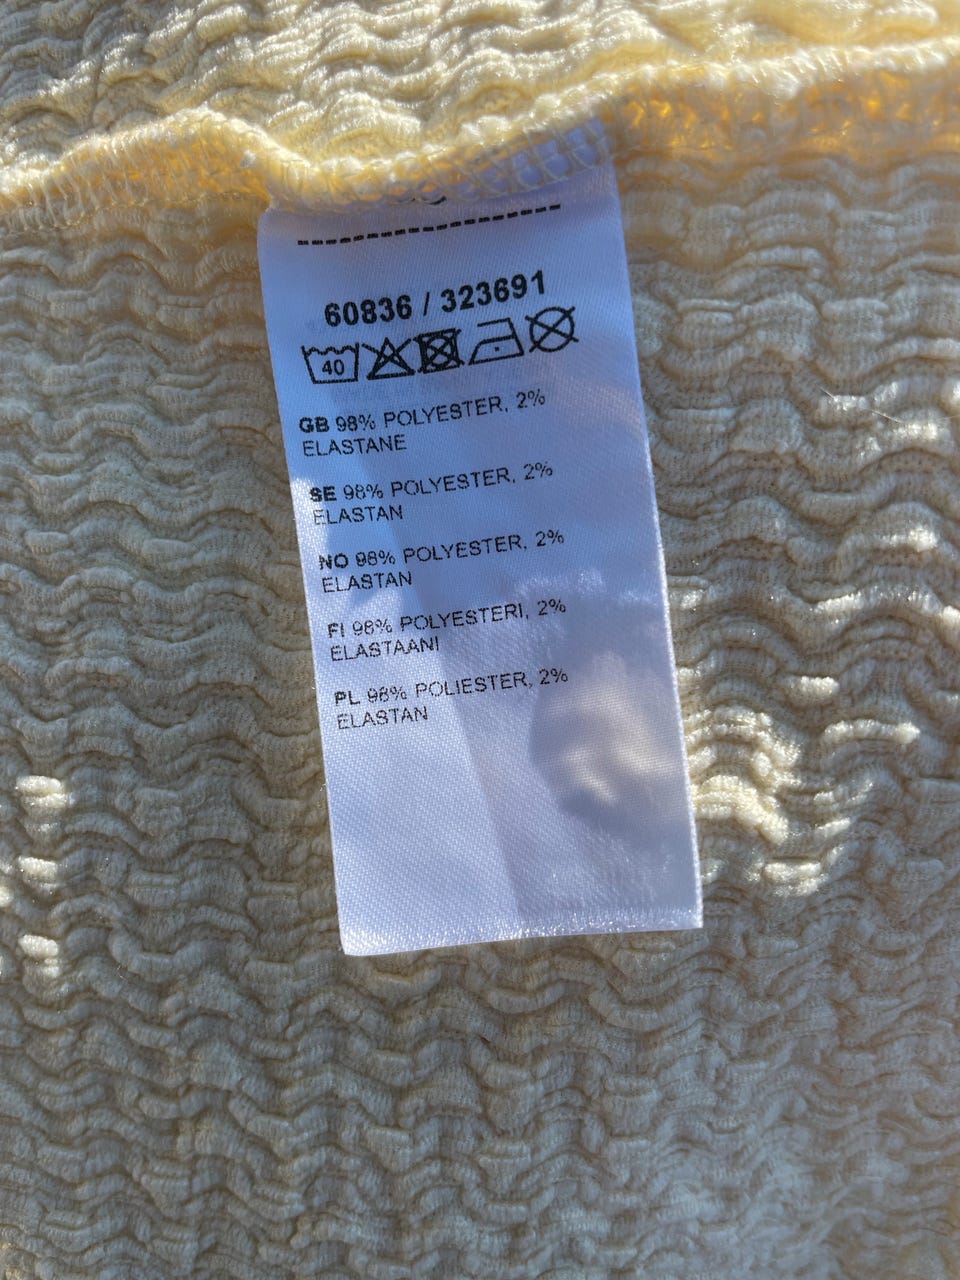 60836 / 323691
40
GB 98% POLYESTER, 2%
ELASTANE
SE 98% POLYESTER, 2%
ELASTAN
NO 98% POLYESTER, 2%
ELASTAN
FI 98% POLYESTERI, 2%
ELASTAANI
PL 98% POLIESTER, 2%
ELASTAN